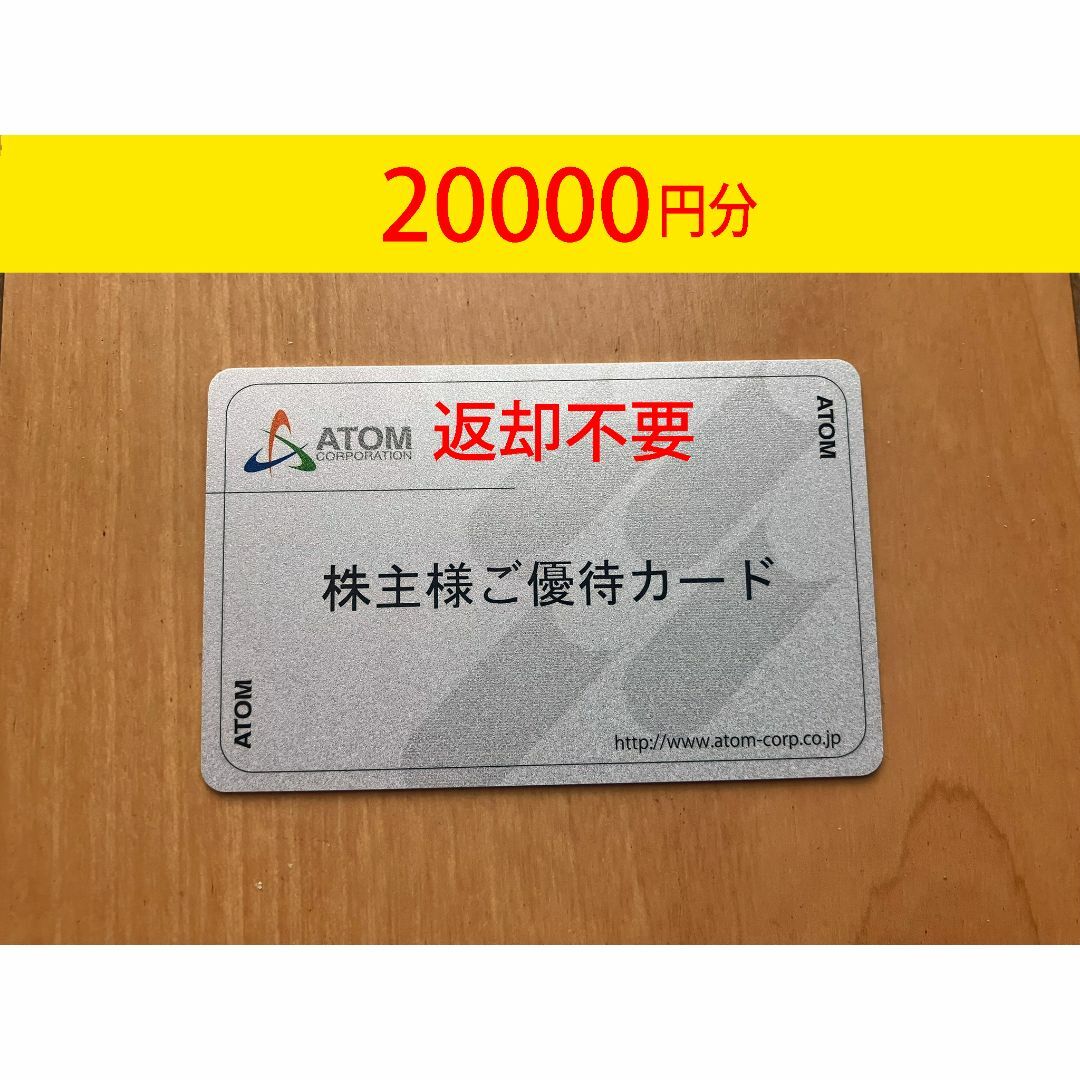 20000円分
ATOM
CORPORATION
返却不要
ATOM
株主様ご優待カード
ATOM
http://www.atom-corp.co.jp